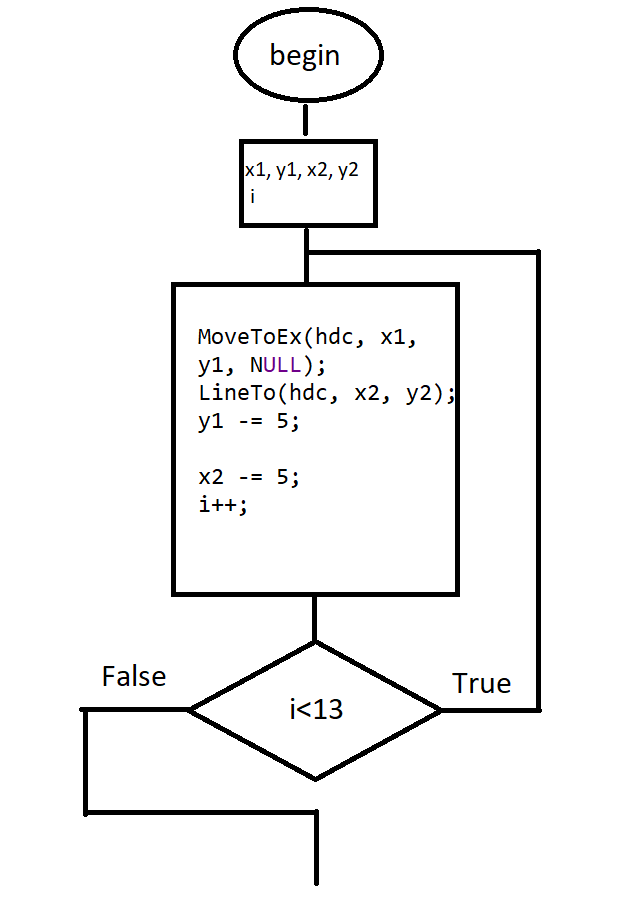 begin
x1, y1, x2, y2
i
MoveToEx(hdc, x1,
y1, NULL);
LineTo(hdc, x2, y2);
y1 -= 5;
x2 -= 5;
i++;
False
True
i<13